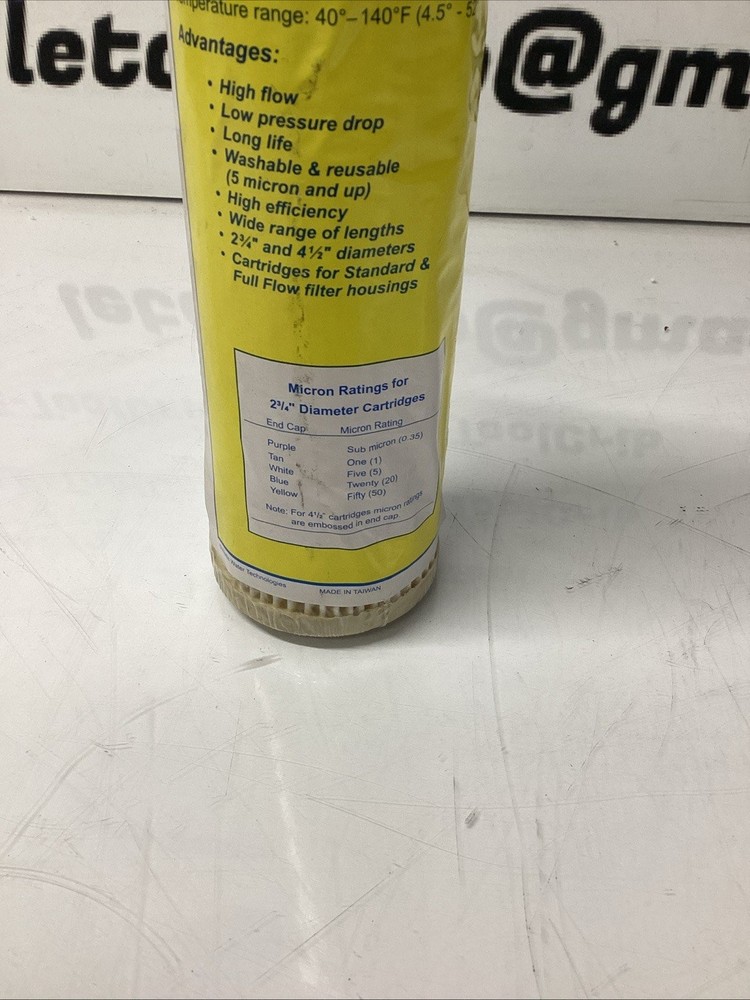 range: 40°–140°F (4.5° -
Advantages:
• High flow
• Low pressure drop
• Long life
• Washable & reusable
(5 micron and up)
• High efficiency
• Wide range of lengths
• 2¾" and 4½" diameters
• Cartridges for Standard &
Full Flow filter housings
Micron Ratings for
2¾" Diameter Cartridges
End Cap Micron Rating
Purple Sub micron (0.35)
Tan One (1)
White Five (5)
Blue Twenty (20)
Yellow Fifty (50)
Note: For 4½" cartridges micron ratings
are embossed in end cap.
Water Technologies
MADE IN TAIWAN
@gm